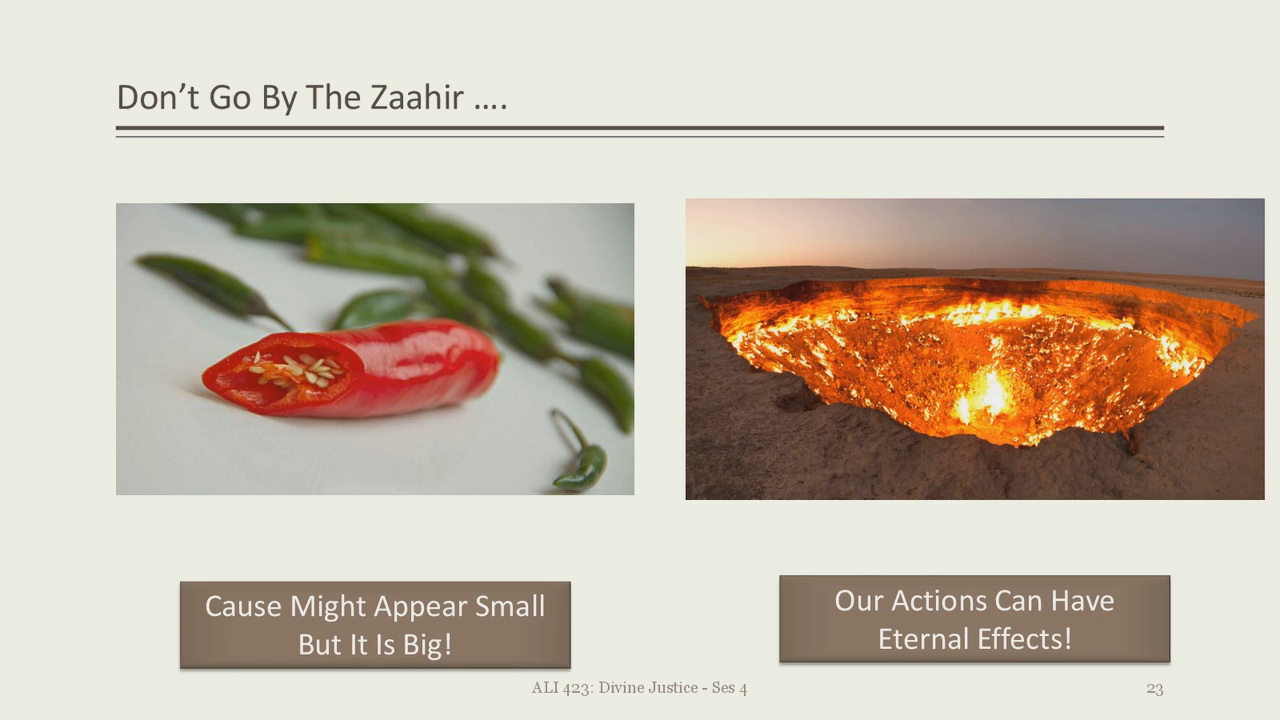 Don’t Go By The Zaahir ….
Cause Might Appear Small
But It Is Big!
Our Actions Can Have
Eternal Effects!
ALI 423: Divine Justice - Ses 4
23